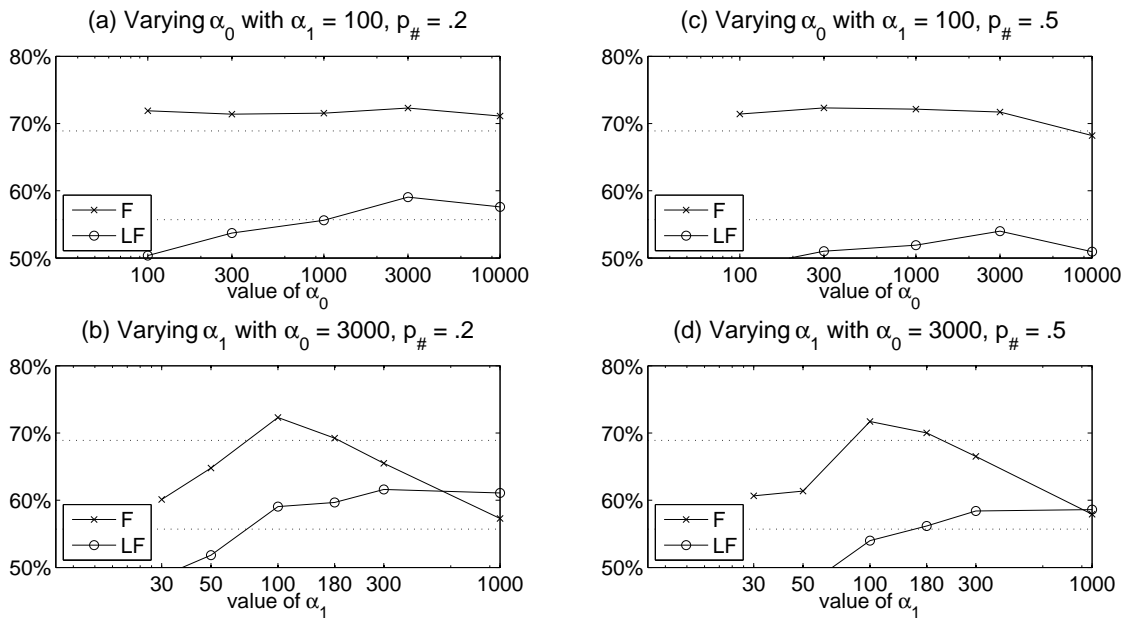 (a) Varying α0 with α1 = 100, p# = .2
80%
70%
60%
50%
F
LF
100 300 1000 3000 10000
value of α0
(c) Varying α0 with α1 = 100, p# = .5
80%
70%
60%
50%
F
LF
100 300 1000 3000 10000
value of α0
(b) Varying α1 with α0 = 3000, p# = .2
80%
70%
60%
50%
F
LF
30 50 100 180 300 1000
value of α1
(d) Varying α1 with α0 = 3000, p# = .5
80%
70%
60%
50%
F
LF
30 50 100 180 300 1000
value of α1